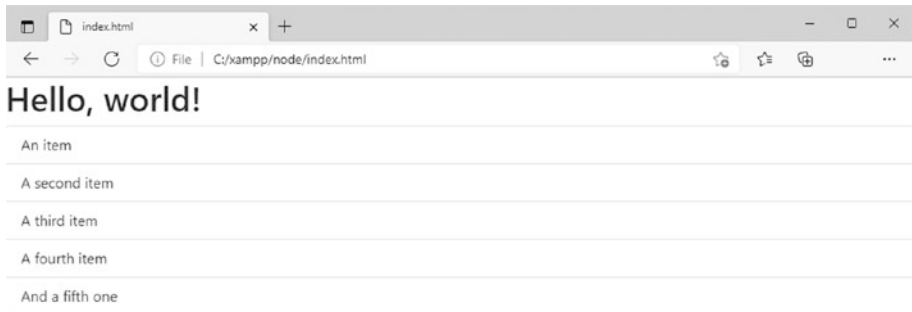 index.html
File | C:/xampp/node/index.html
Hello, world!
An item
A second item
A third item
A fourth item
And a fifth one